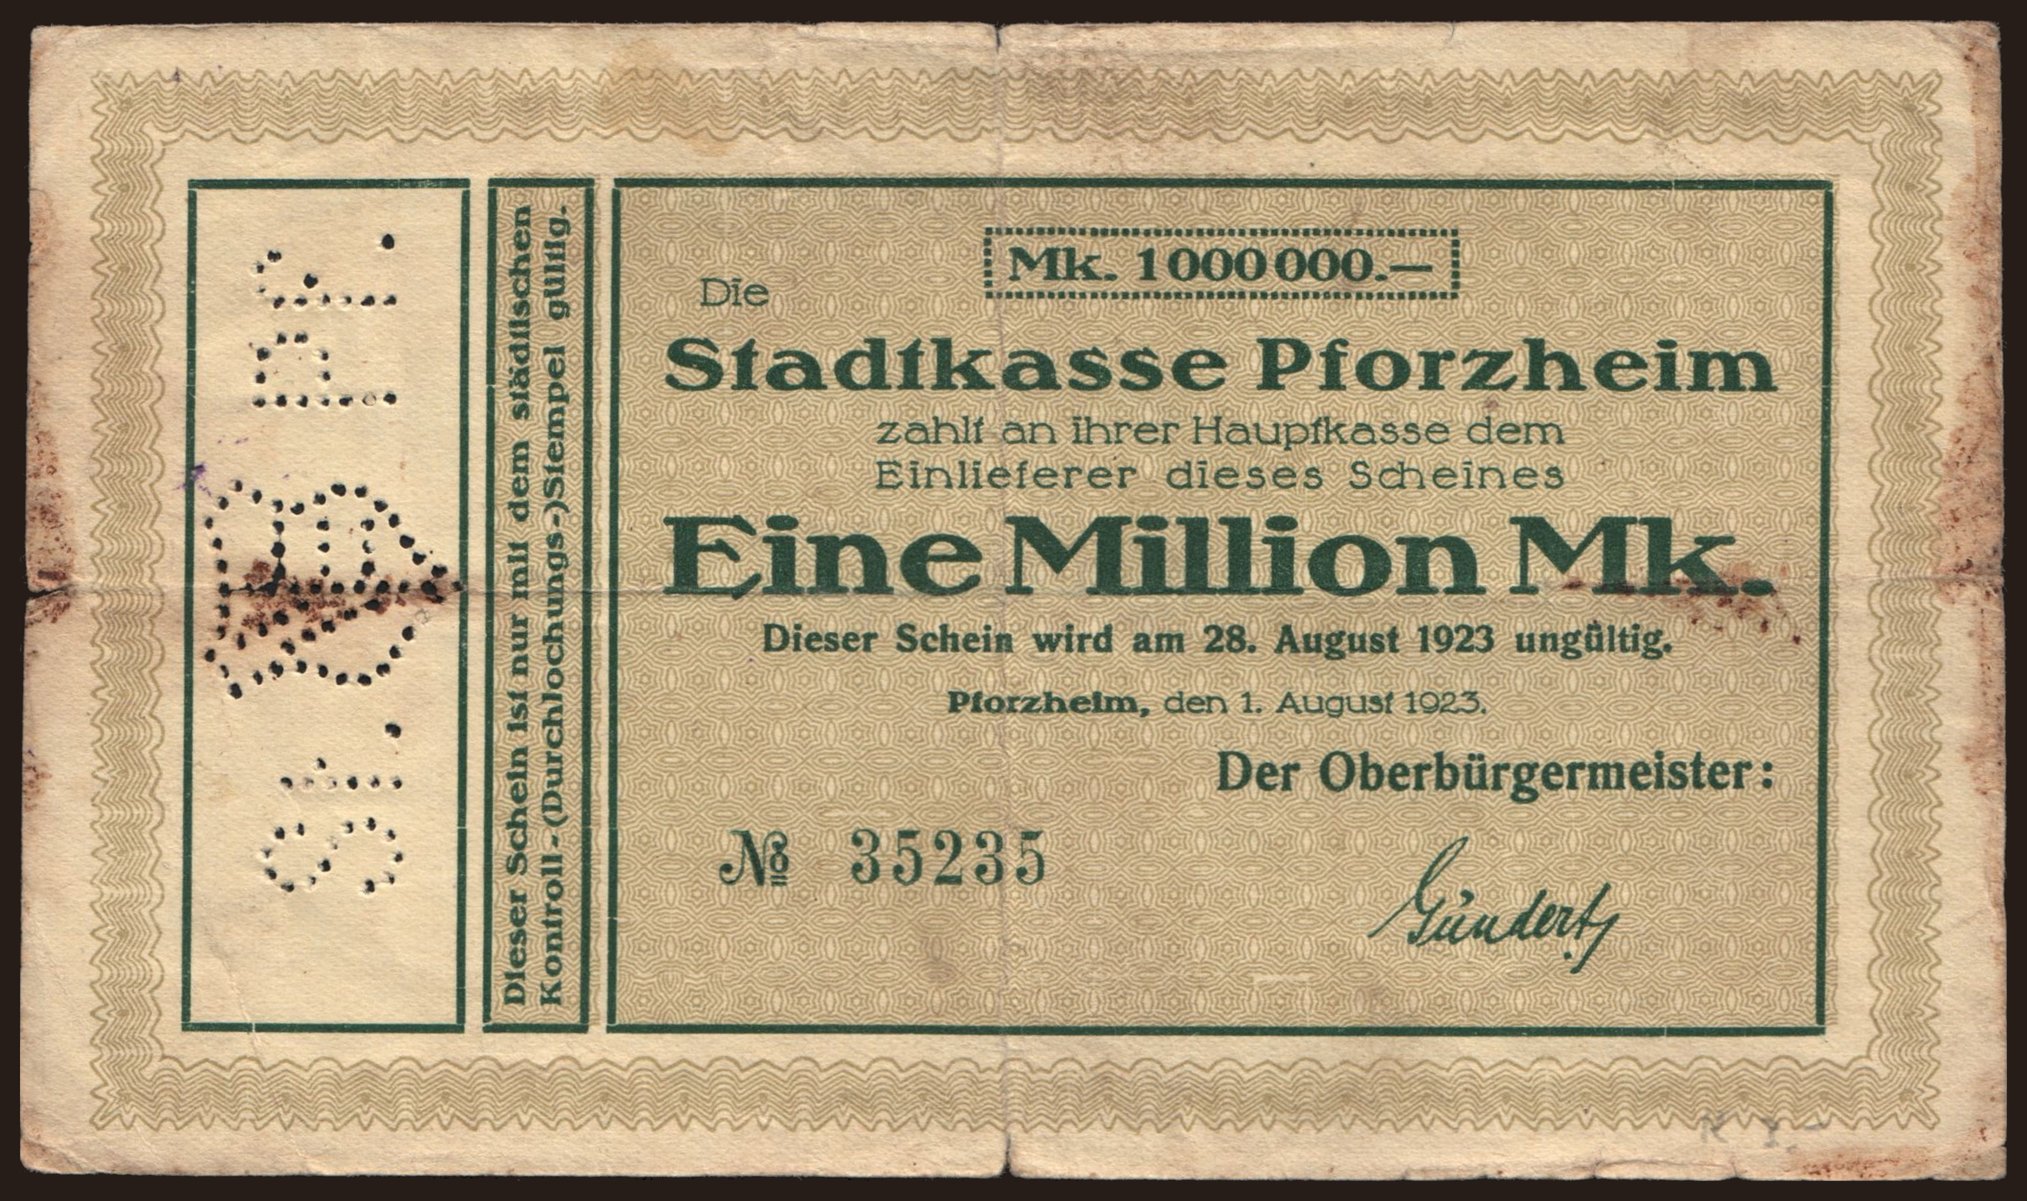 St. Pf.
Dieser Schein ist nur mit dem städtischen
Kontroll-(Durchlochungs-)Stempel gültig.
Mk. 1000000.—
Die
Stadtkasse Pforzheim
zahlt an ihrer Hauptkasse dem
Einlieferer dieses Scheines
Eine Million Mk.
Dieser Schein wird am 28. August 1923 ungültig.
Pforzheim, den 1. August 1923.
Der Oberbürgermeister:
№ 35235
Gündert